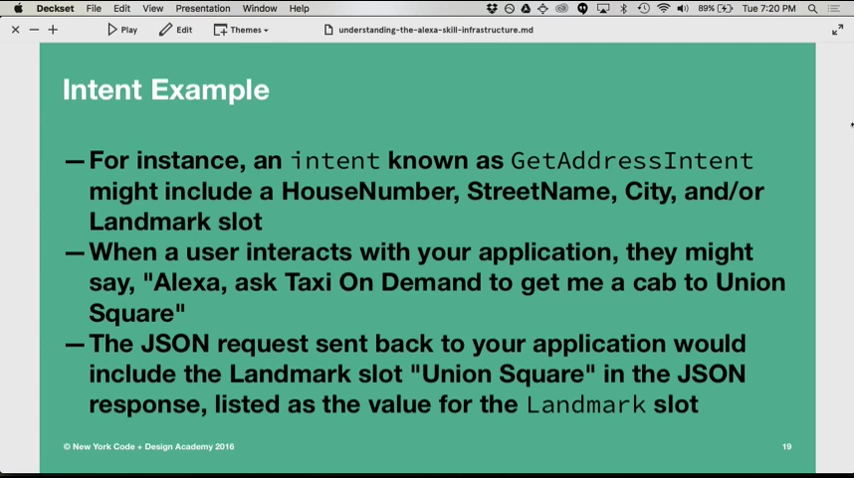 Deckset File Edit View Presentation Window Help 89% Tue 7:20 PM
Play Edit Themes understanding-the-alexa-skill-infrastructure.md
Intent Example
— For instance, an intent known as GetAddressIntent
might include a HouseNumber, StreetName, City, and/or
Landmark slot
— When a user interacts with your application, they might
say, "Alexa, ask Taxi On Demand to get me a cab to Union
Square"
— The JSON request sent back to your application would
include the Landmark slot "Union Square" in the JSON
response, listed as the value for the Landmark slot
© New York Code + Design Academy 2016 19